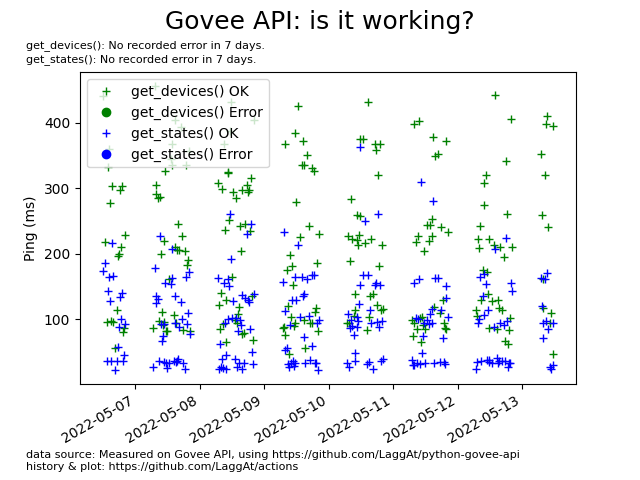 Govee API: is it working?
get_devices(): No recorded error in 7 days.
get_states(): No recorded error in 7 days.
get_devices() OK
get_devices() Error
get_states() OK
get_states() Error
Ping (ms)
400
300
200
100
2022-05-07
2022-05-08
2022-05-09
2022-05-10
2022-05-11
2022-05-12
2022-05-13
data source: Measured on Govee API, using https://github.com/LaggAt/python-govee-api
history & plot: https://github.com/LaggAt/actions